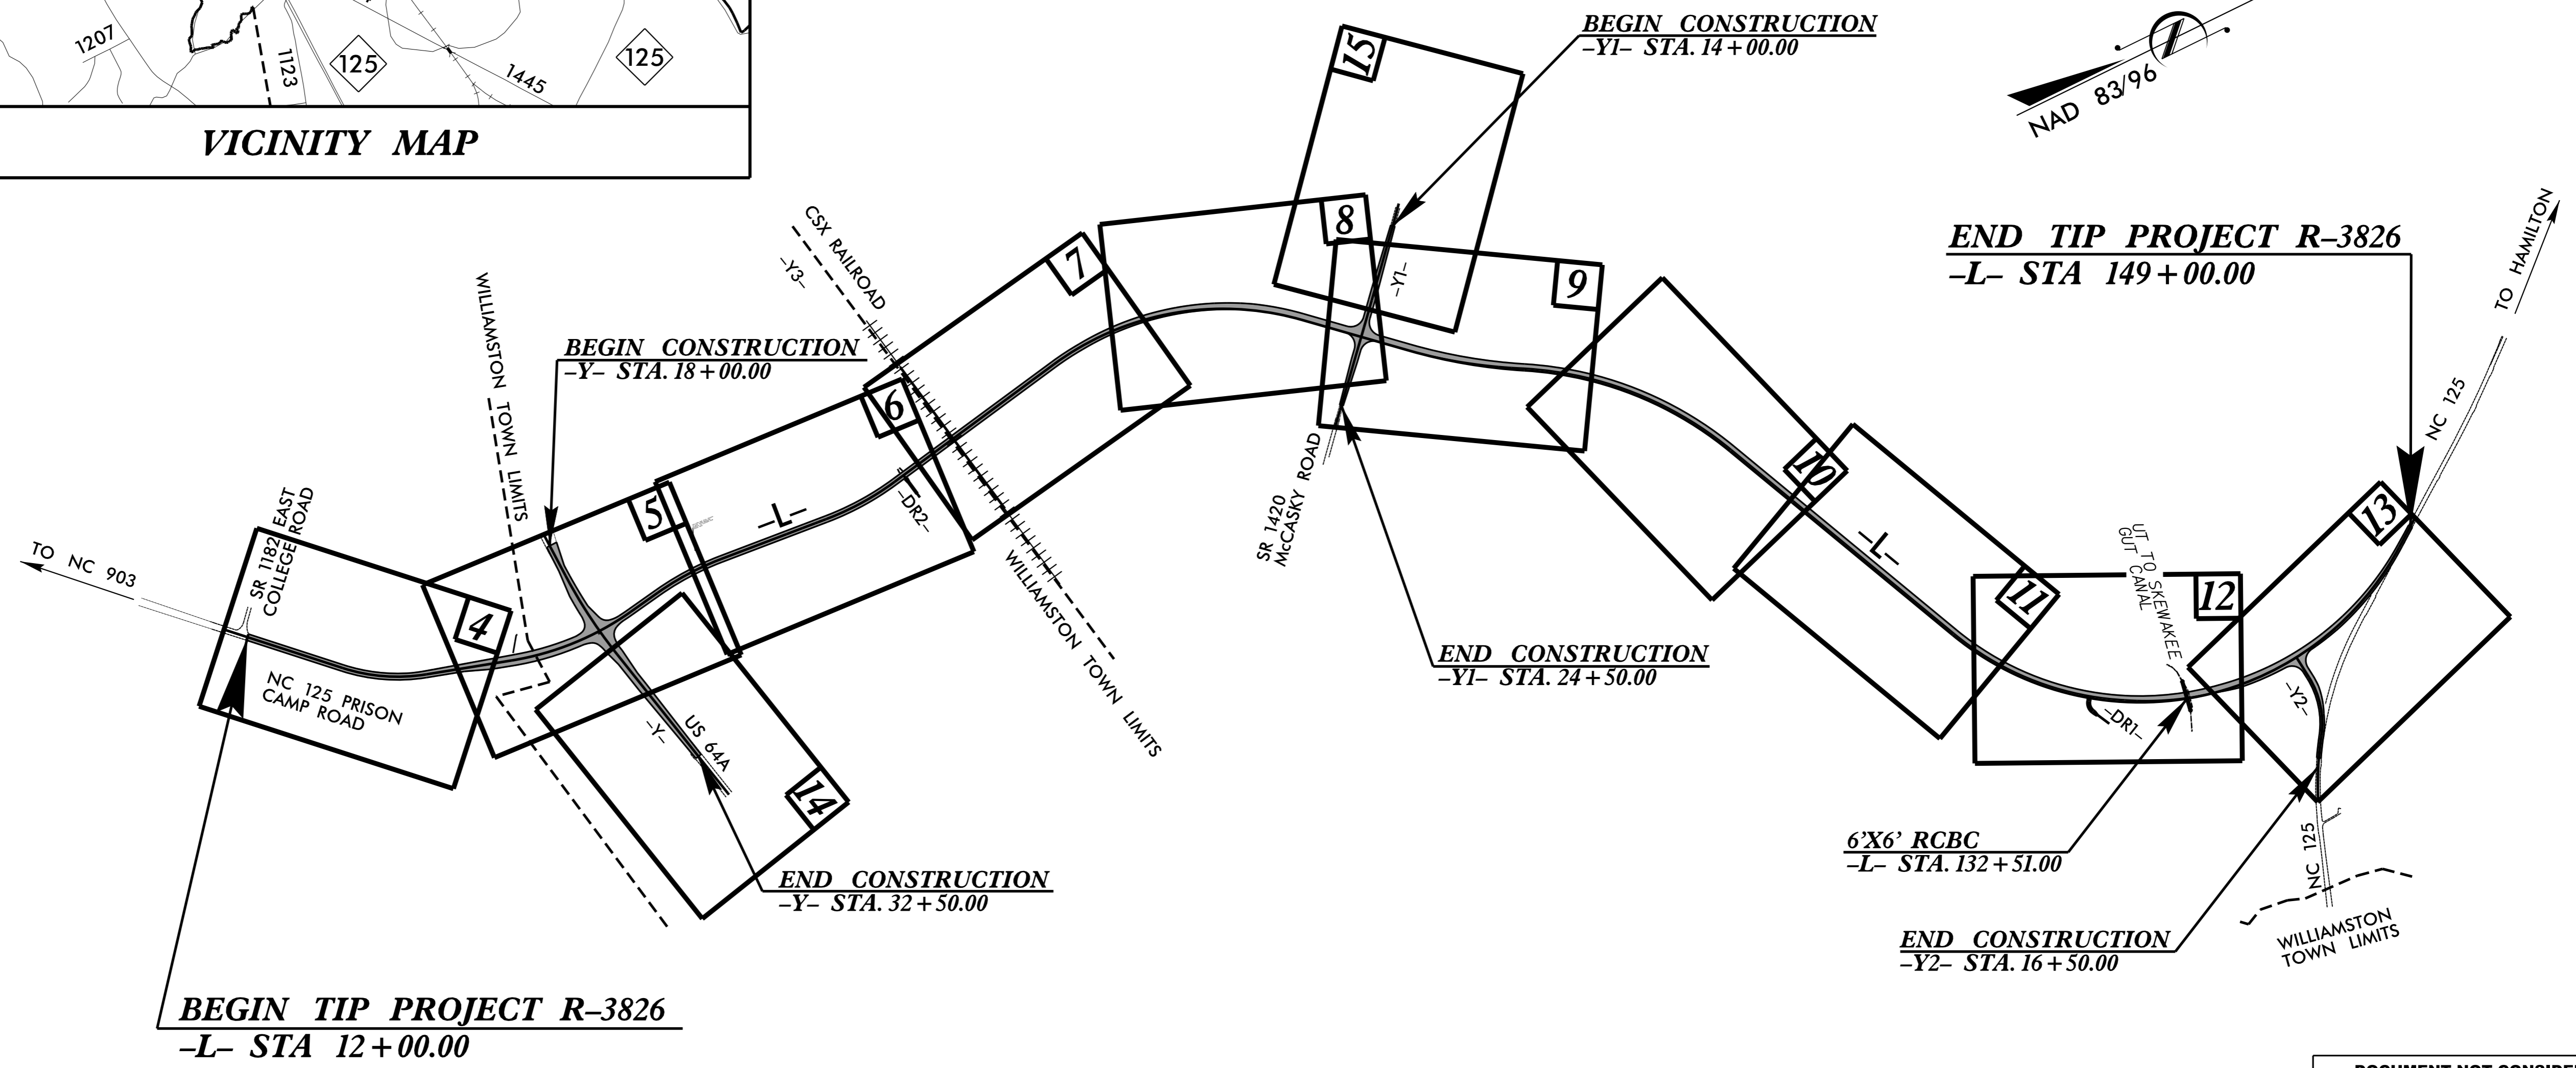 1207
1123
125
1445
125
VICINITY MAP
BEGIN CONSTRUCTION
–Y1– STA. 14+00.00
NAD 83/96
15
8
–Y1–
9
7
CSX RAILROAD
–Y3–
END TIP PROJECT R–3826
–L– STA 149+00.00
TO HAMILTON
NC 125
WILLIAMSTON TOWN LIMITS
BEGIN CONSTRUCTION
–Y– STA. 18+00.00
6
5
–L–
–DR2–
SR 1420
McCASKY ROAD
10
–L–
13
TO NC 903
SR 1182 EAST
COLLEGE ROAD
4
NC 125 PRISON
CAMP ROAD
WILLIAMSTON TOWN LIMITS
11
UT TO SKEWAKEE
GUT CANAL
12
END CONSTRUCTION
–Y1– STA. 24+50.00
–Y–
US 64A
14
–DR1–
–Y2–
6'X6' RCBC
–L– STA. 132+51.00
END CONSTRUCTION
–Y– STA. 32+50.00
NC 125
END CONSTRUCTION
–Y2– STA. 16+50.00
WILLIAMSTON
TOWN LIMITS
BEGIN TIP PROJECT R–3826
–L– STA 12+00.00